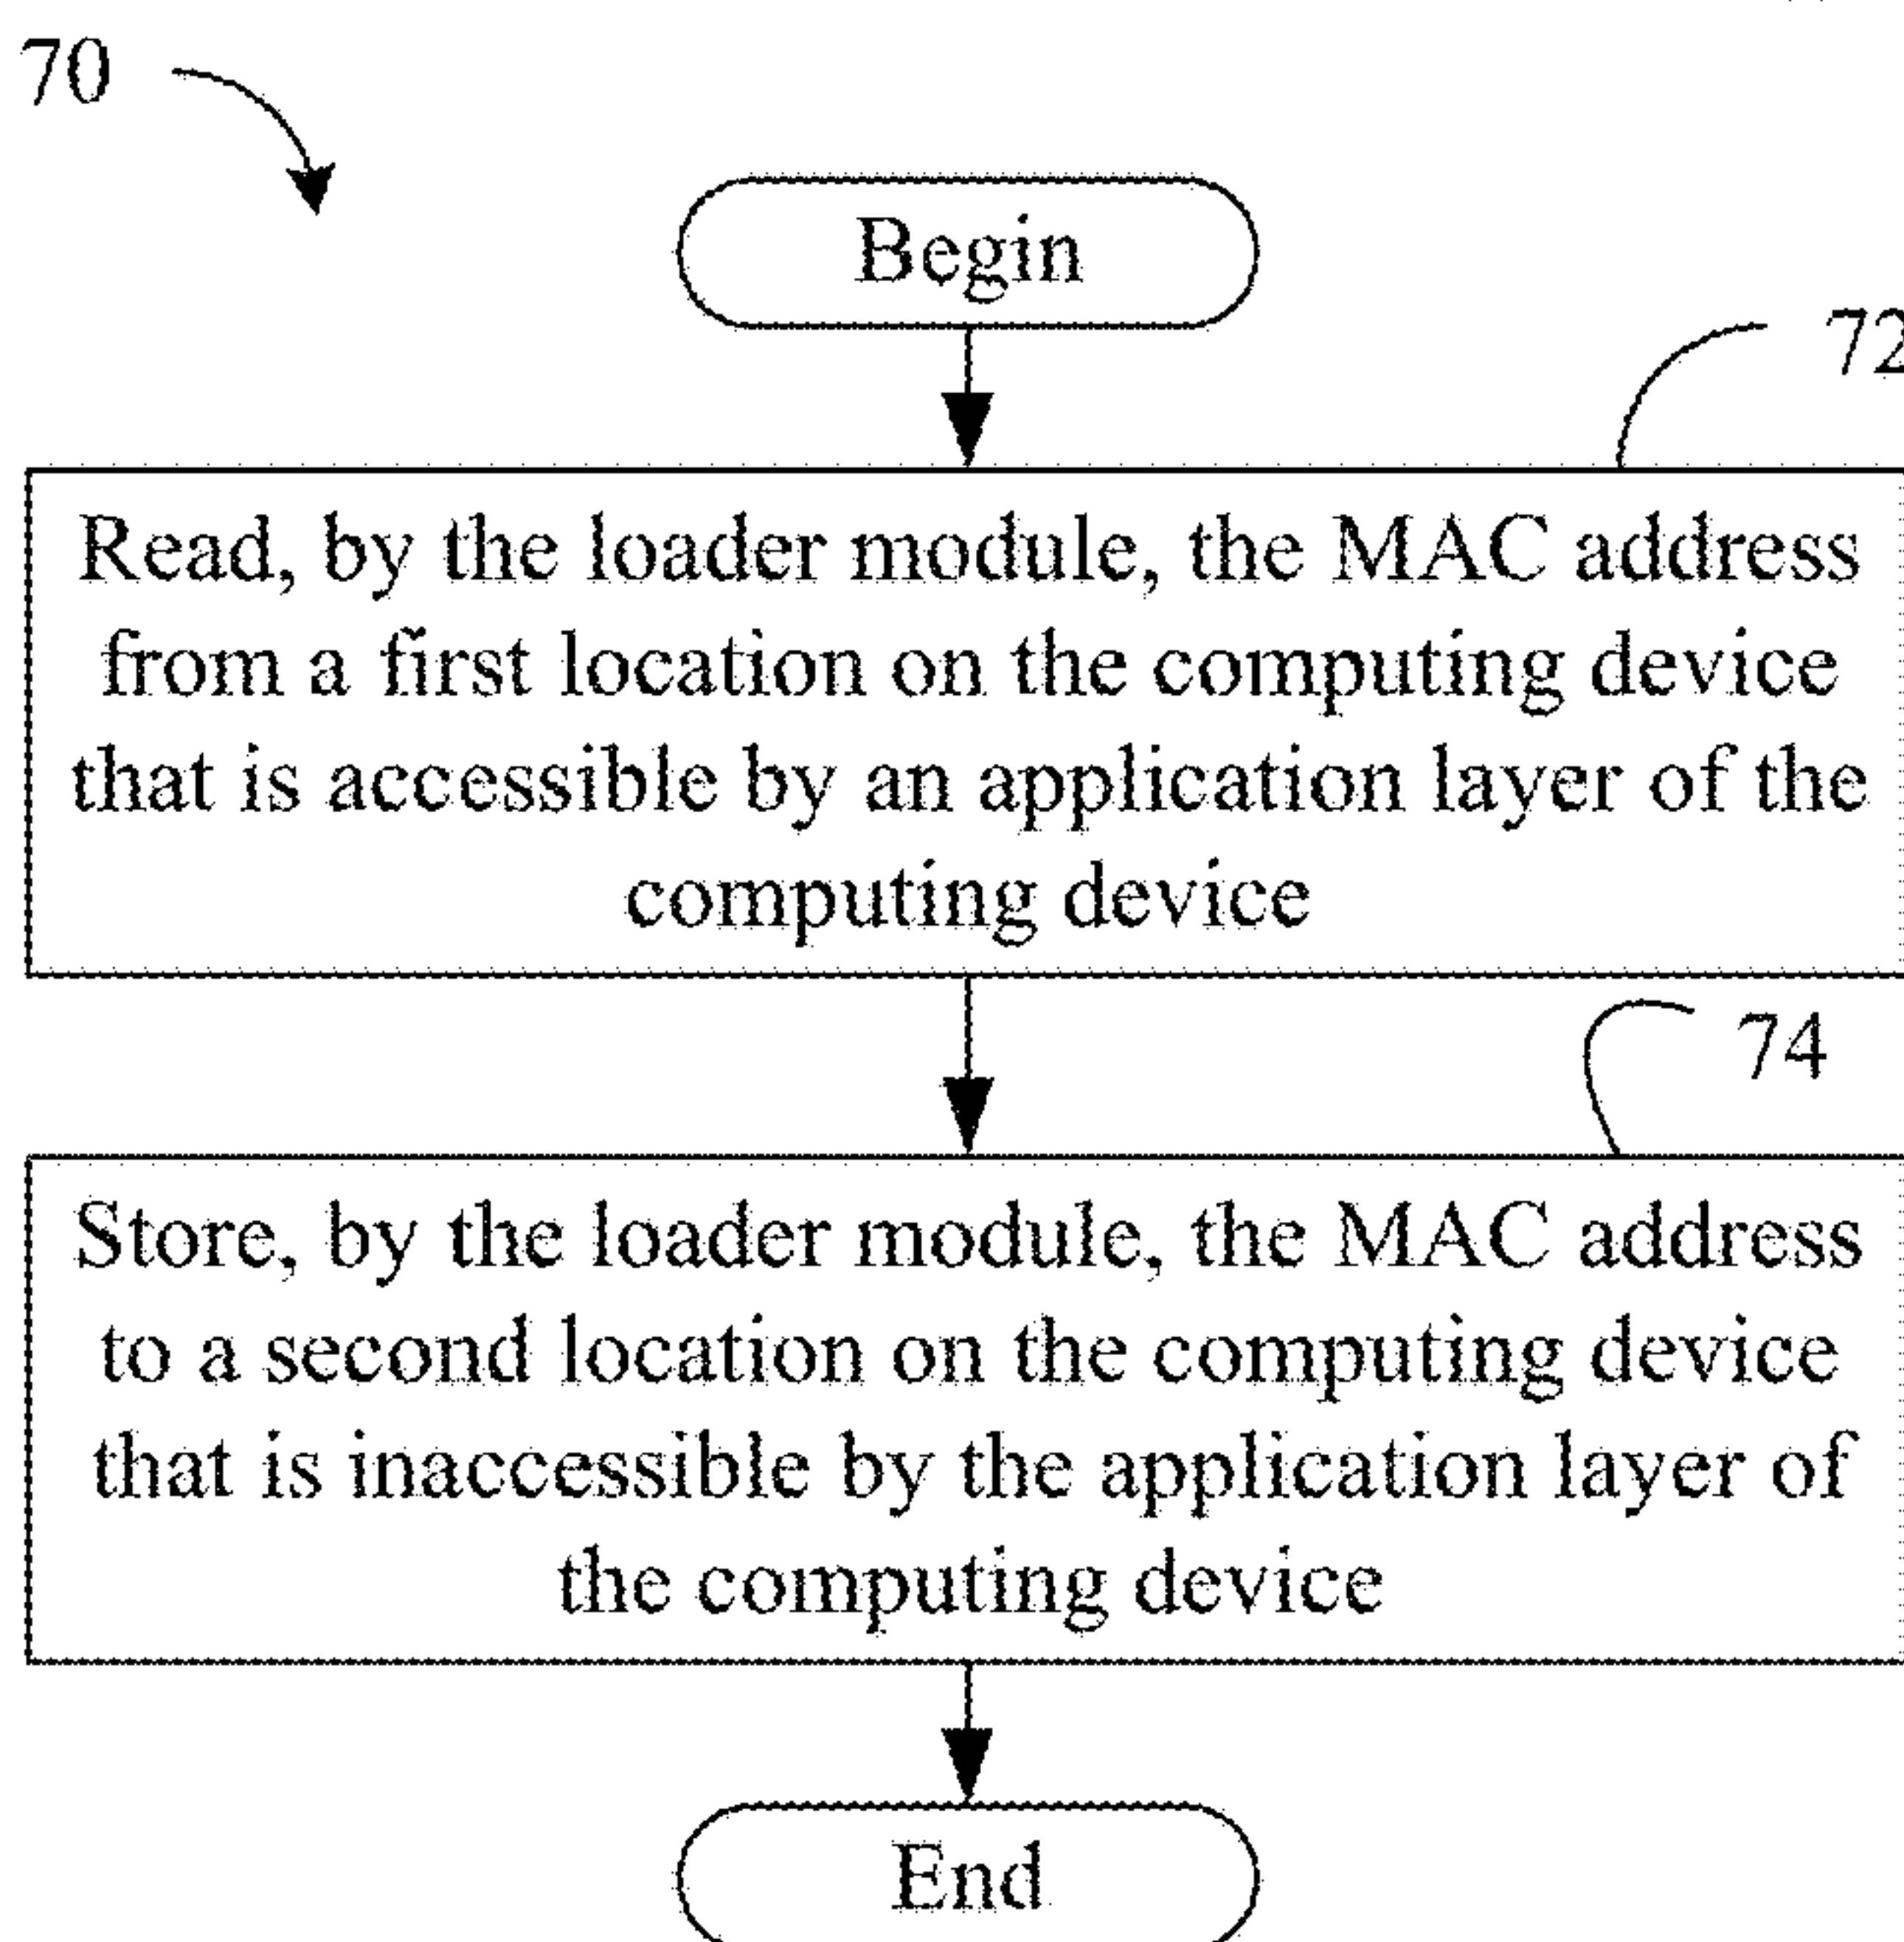 70
Begin
72
Read, by the loader module, the MAC address
from a first location on the computing device
that is accessible by an application layer of the
computing device
74
Store, by the loader module, the MAC address
to a second location on the computing device
that is inaccessible by the application layer of
the computing device
End